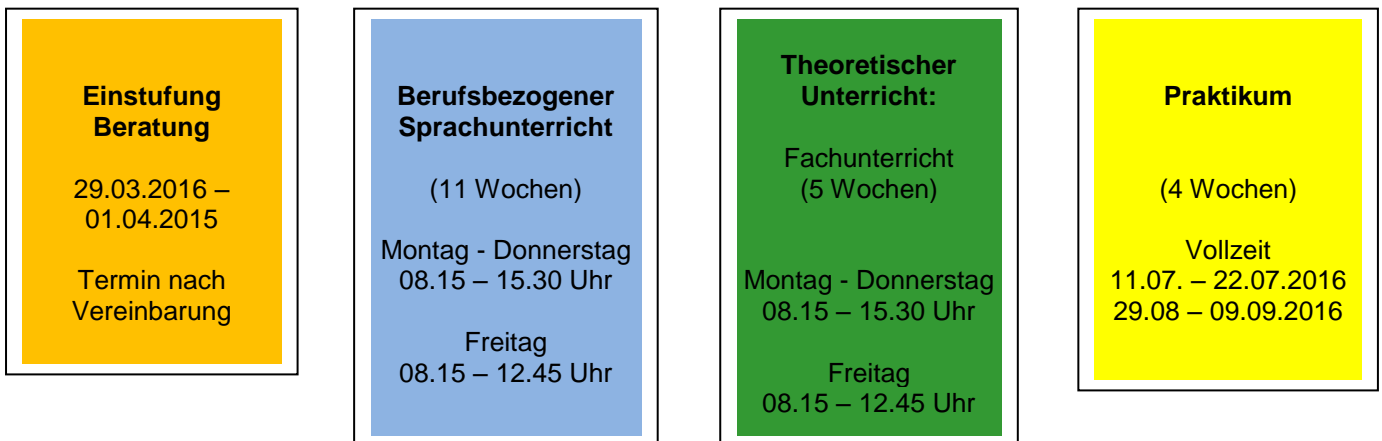 Einstufung
Beratung
29.03.2016 –
01.04.2015
Termin nach
Vereinbarung
Berufsbezogener
Sprachunterricht
(11 Wochen)
Montag - Donnerstag
08.15 – 15.30 Uhr
Freitag
08.15 – 12.45 Uhr
Theoretischer
Unterricht:
Fachunterricht
(5 Wochen)
Montag - Donnerstag
08.15 – 15.30 Uhr
Freitag
08.15 – 12.45 Uhr
Praktikum
(4 Wochen)
Vollzeit
11.07. – 22.07.2016
29.08 – 09.09.2016